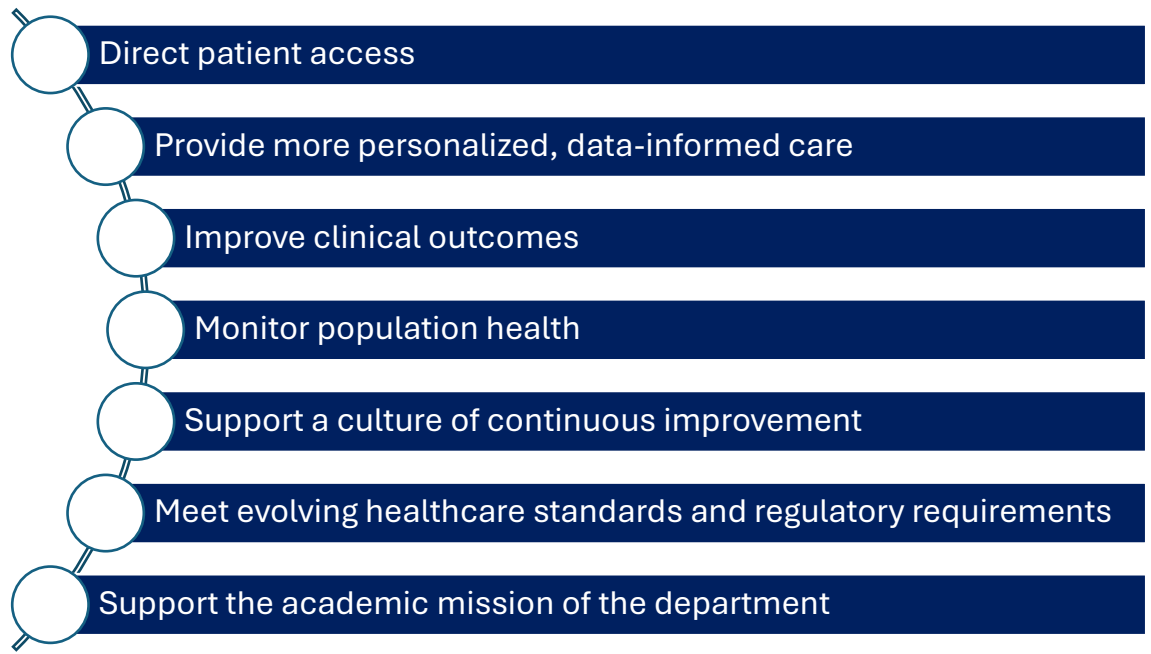 Direct patient access
Provide more personalized, data-informed care
Improve clinical outcomes
Monitor population health
Support a culture of continuous improvement
Meet evolving healthcare standards and regulatory requirements
Support the academic mission of the department